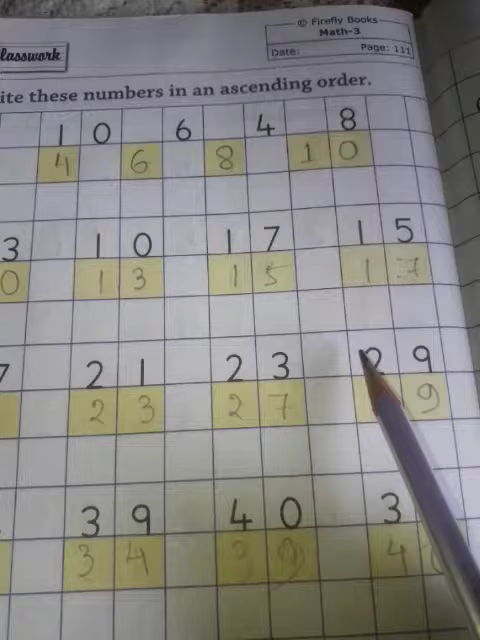 © Firefly Books
Math-3
Date: Page: 111
lasswork
ite these numbers in an ascending order.
10 6 4 8
4 6 8 10
3 10 17 15
0 13 15 17
7 21 23 29
23 27 9
39 40 3
34 39 4